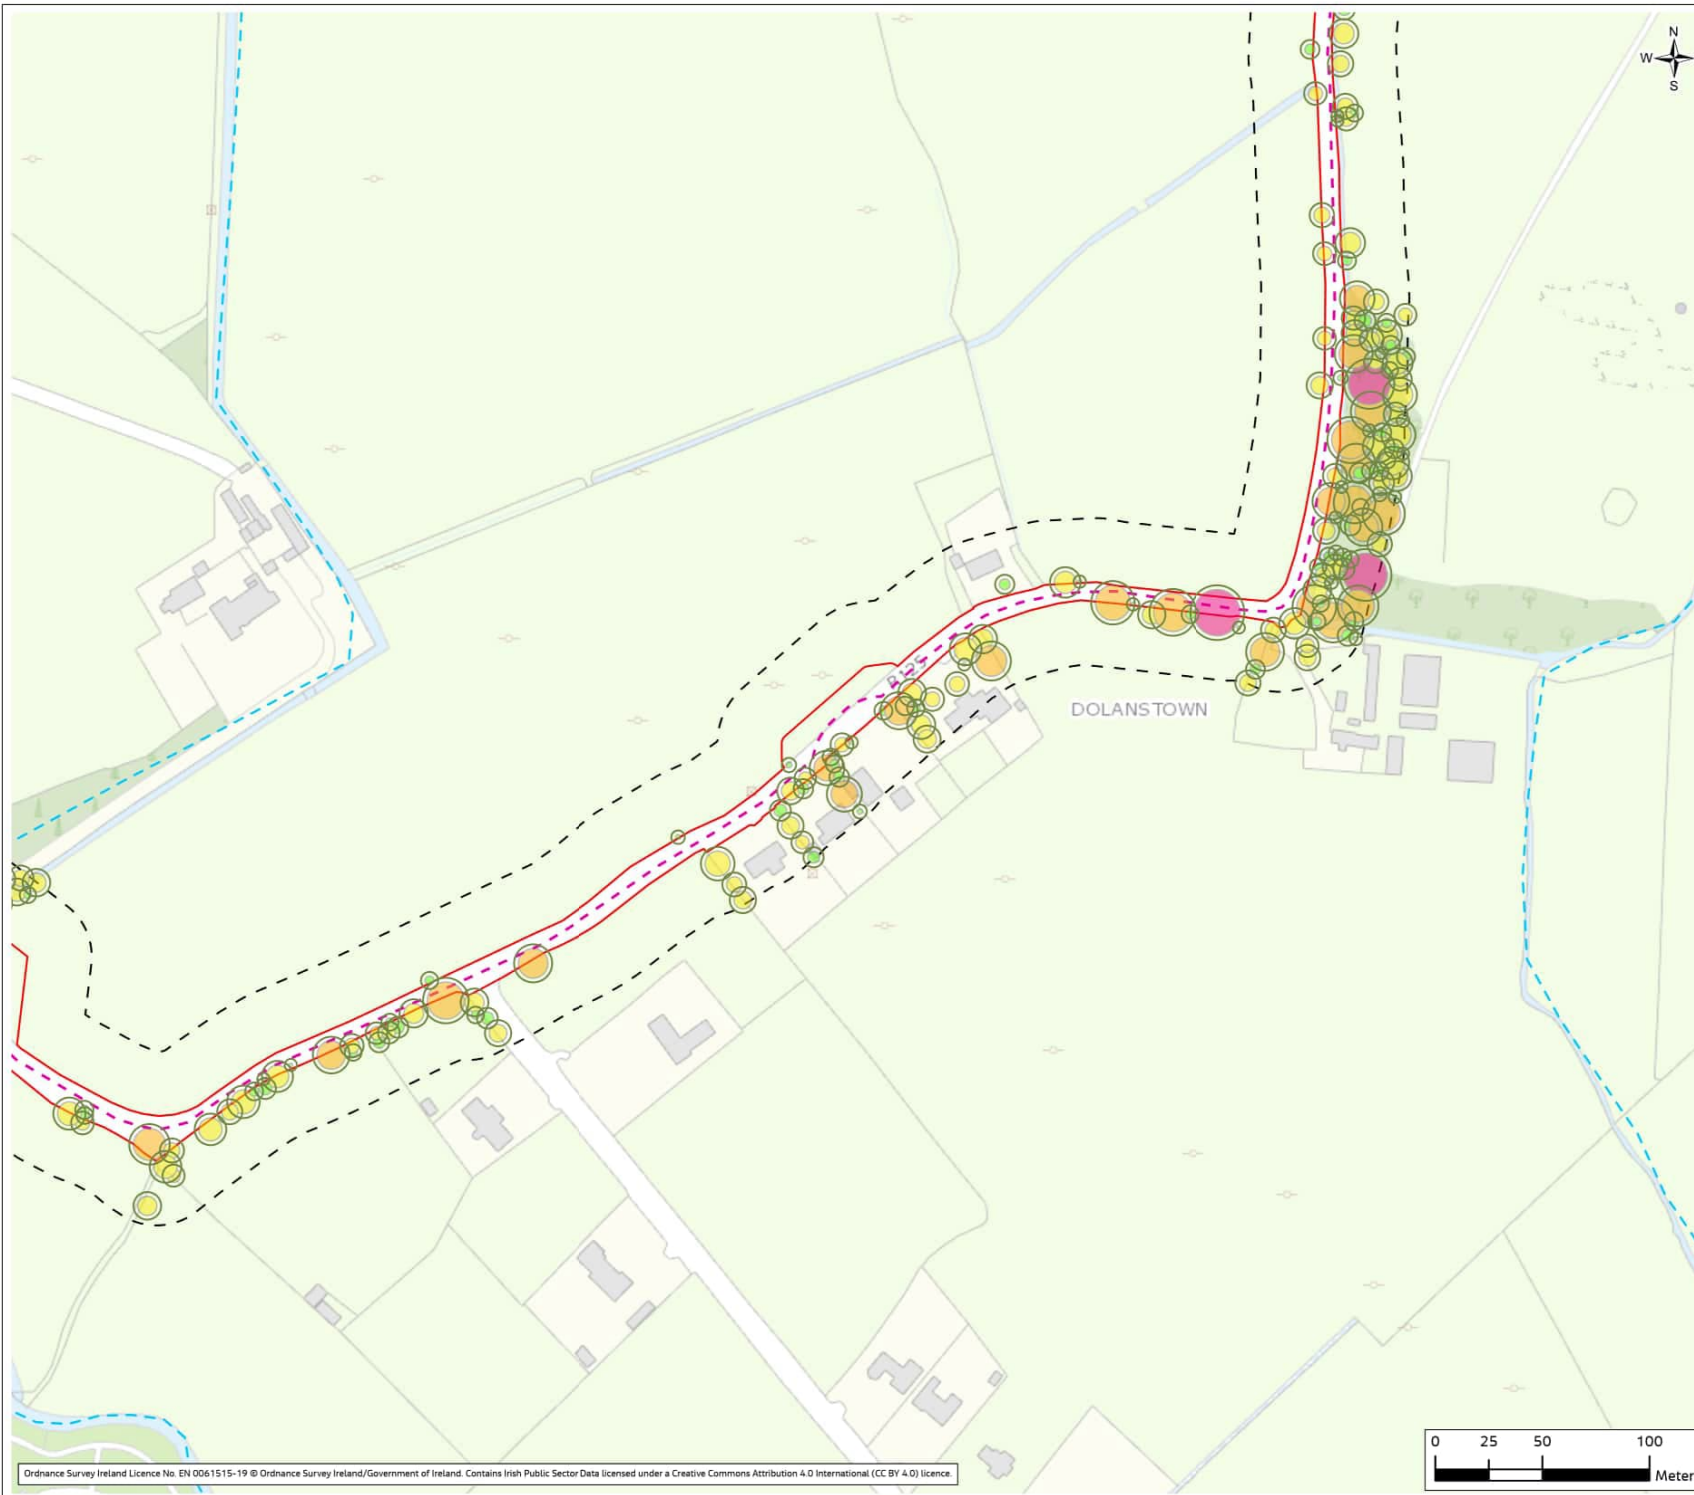 N
W
S
R125
DOLANSTOWN
0 25 50 100
Meter
Ordnance Survey Ireland Licence No. EN 0061515-19 © Ordnance Survey Ireland/Government of Ireland. Contains Irish Public Sector Data licensed under a Creative Commons Attribution 4.0 International (CC BY 4.0) licence.